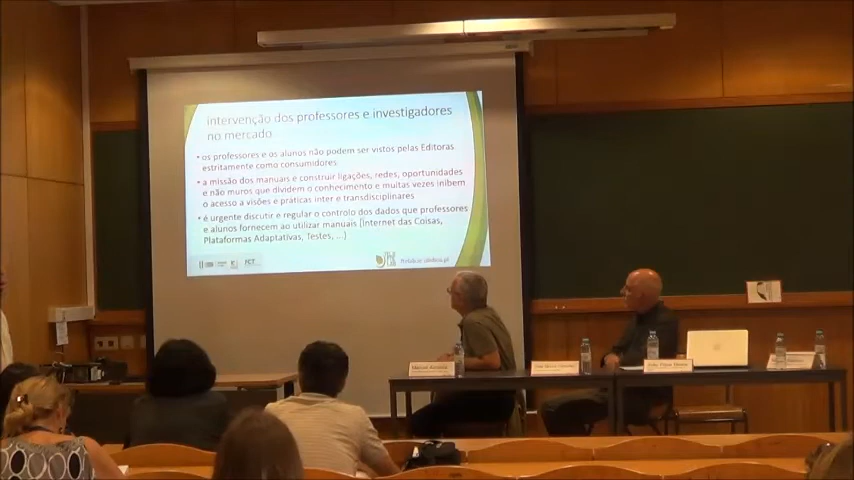 intervenção dos professores e investigadores
no mercado
• os professores e os alunos não podem ser vistos pelas Editoras
estritamente como consumidores.
• a missão dos manuais é construir ligações, redes, oportunidades
e não muros que dividem o conhecimento e muitas vezes inibem
o acesso a visões e práticas inter e transdisciplinares
• é urgente discutir e regular o controlo dos dados que professores
e alunos fornecem ao utilizar manuais (Internet das Coisas,
Plataformas Adaptativas, Testes, ...)
FCT